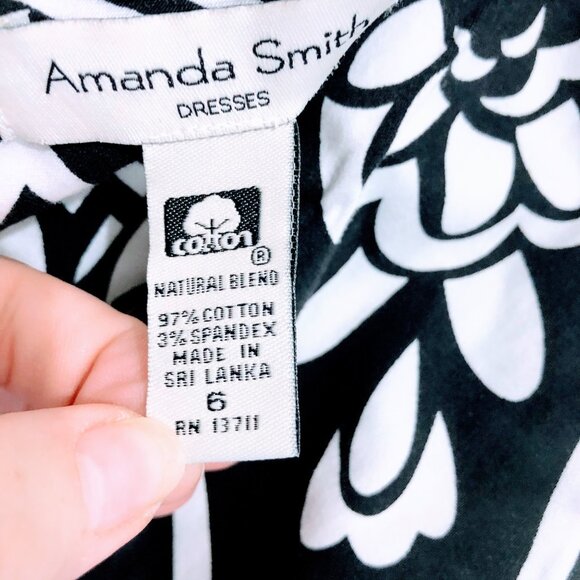 Amanda Smith
DRESSES
cotton
®
NATURAL BLEND
97% COTTON
3% SPANDEX
MADE IN
SRI LANKA
6
RN 13711